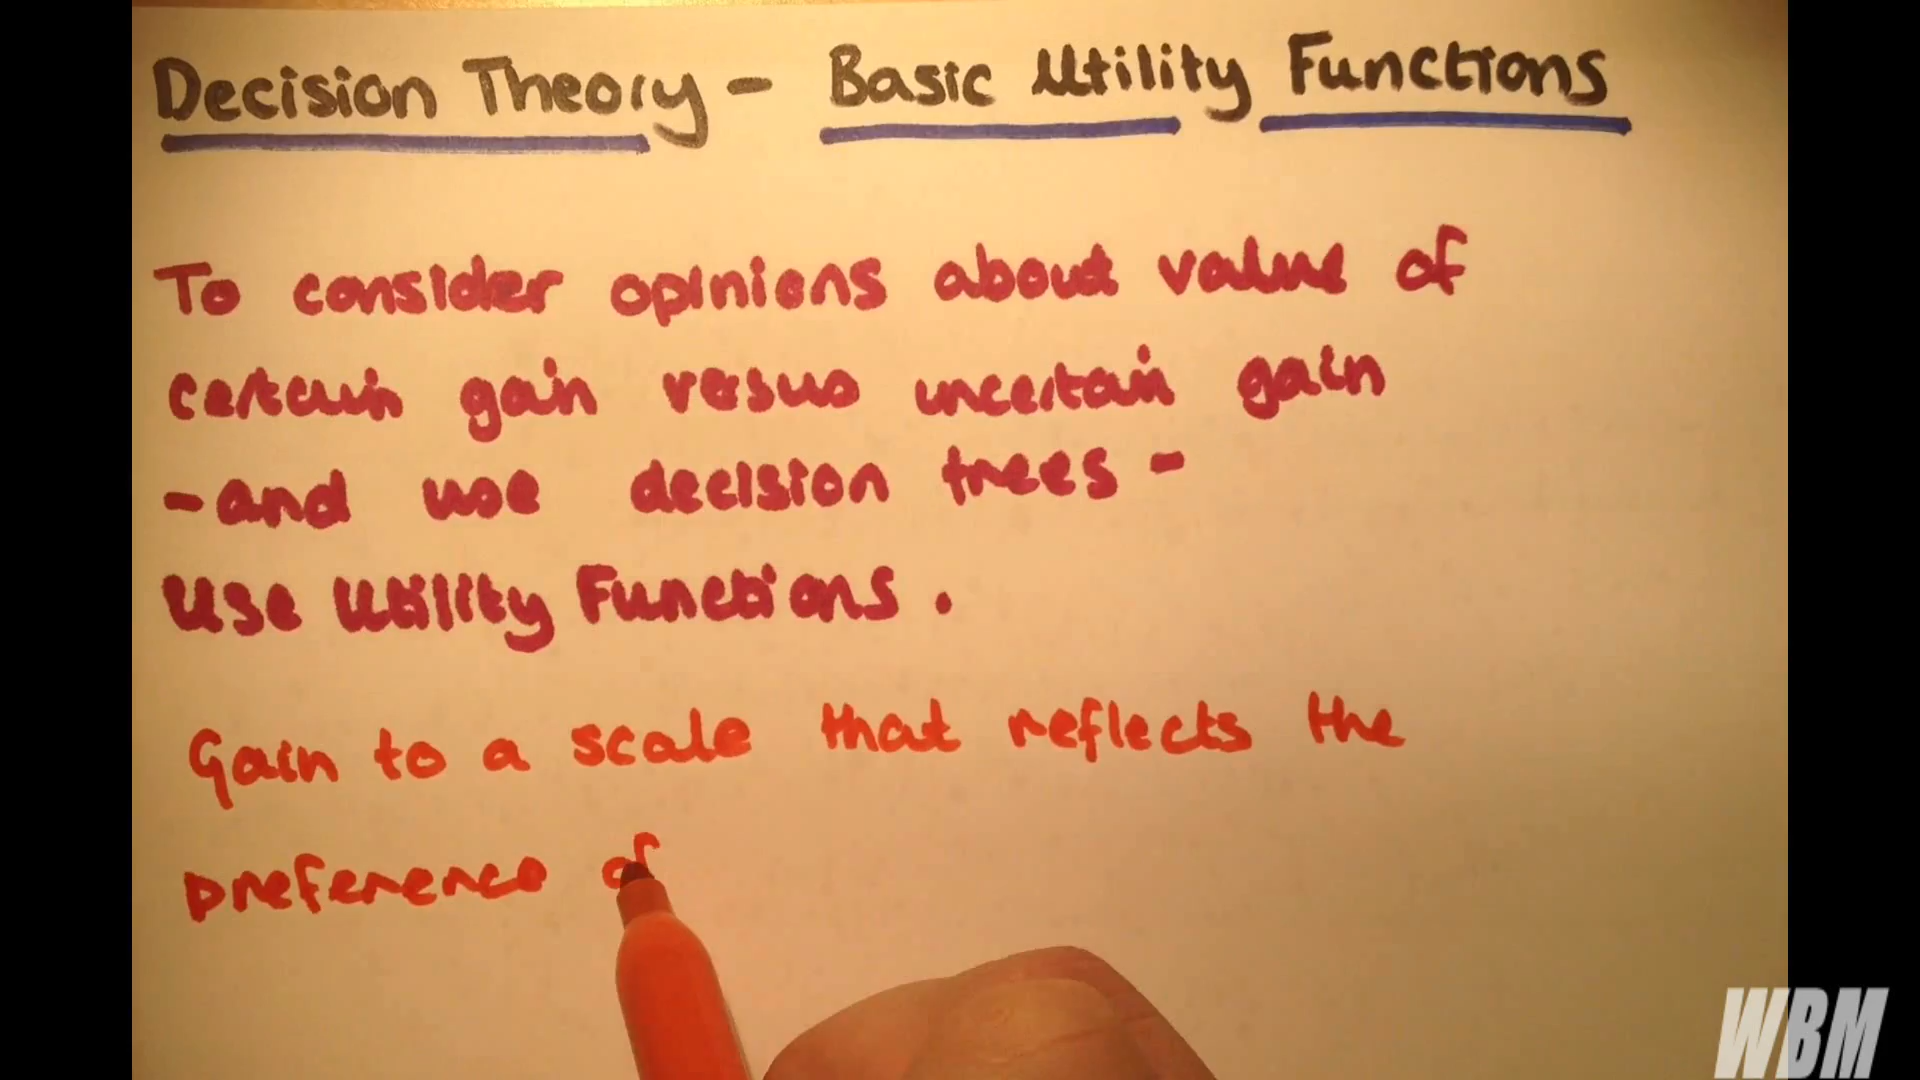 Decision Theory - Basic Utility Functions
To consider opinions about value of
certain gain versus uncertain gain
- and use decision trees -
Use Utility Functions.
Gain to a scale that reflects the
preference of
WBM